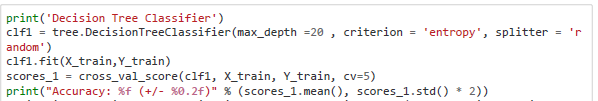 print('Decision Tree Classifier')
clf1 = tree.DecisionTreeClassifier(max_depth =20 , criterion = 'entropy', splitter = 'r
andom')
clf1.fit(X_train,Y_train)
scores_1 = cross_val_score(clf1, X_train, Y_train, cv=5)
print("Accuracy: %f (+/- %0.2f)" % (scores_1.mean(), scores_1.std() * 2))